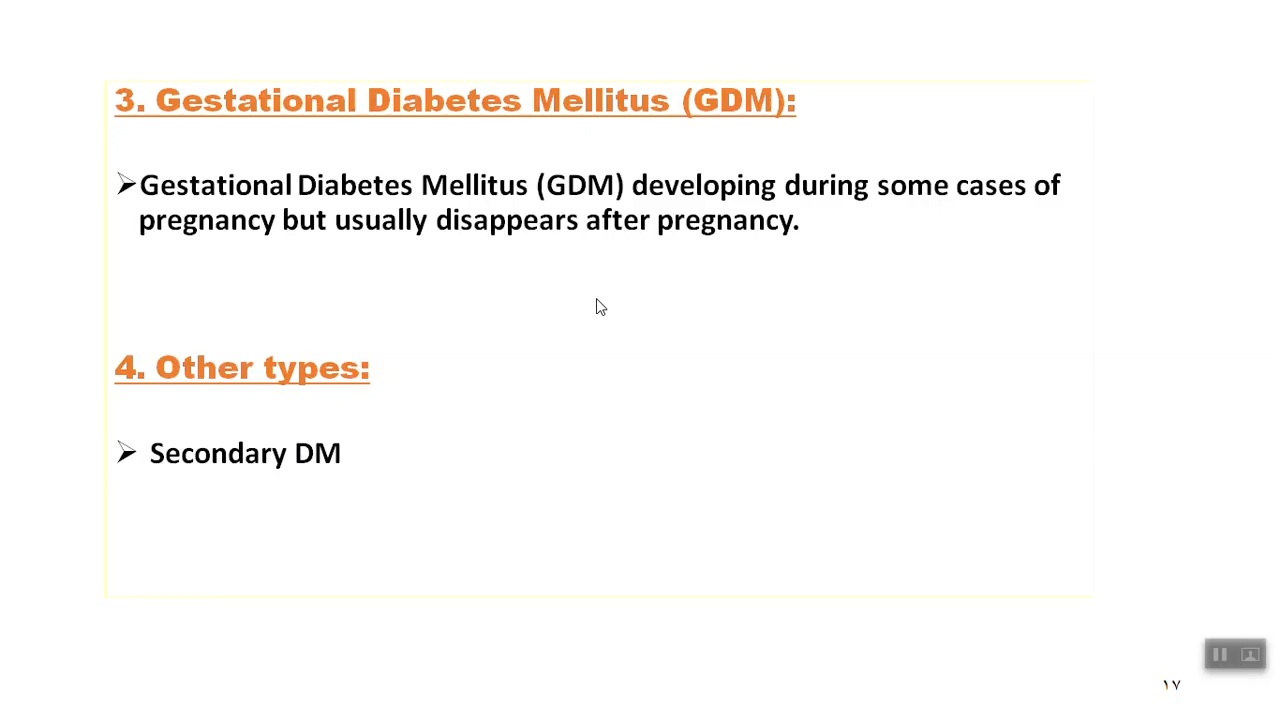 3. Gestational Diabetes Mellitus (GDM):
➢Gestational Diabetes Mellitus (GDM) developing during some cases of
pregnancy but usually disappears after pregnancy.
4. Other types:
➢ Secondary DM
١٧